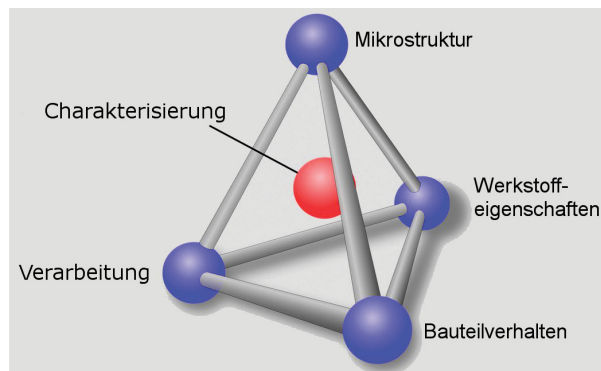 Mikrostruktur
Charakterisierung
Werkstoff-
eigenschaften
Verarbeitung
Bauteilverhalten